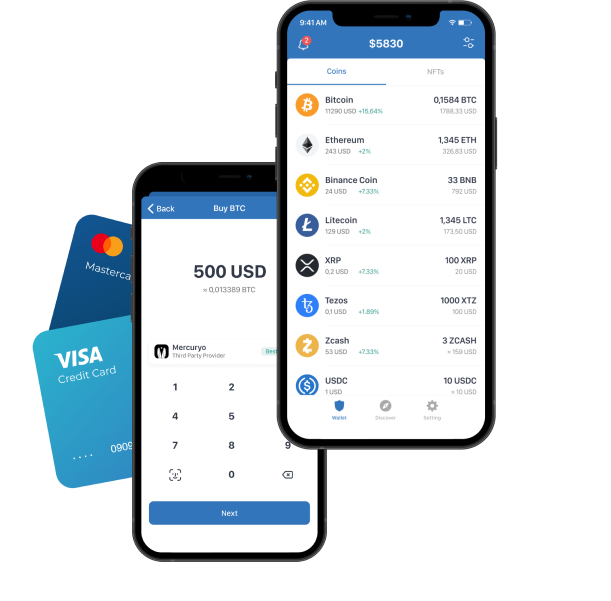 9:41 AM
2
$5830
Coins
NFTs
Bitcoin
0,1584 BTC
11290 USD +15,64%
1788,33 USD
Ethereum
1,345 ETH
243 USD +2%
326,83 USD
Binance Coin
33 BNB
24 USD +7.33%
792 USD
Litecoin
1,345 LTC
129 USD +2%
173,50 USD
XRP
100 XRP
0,2 USD +7.33%
20 USD
Tezos
1000 XTZ
0,1 USD +1.89%
100 USD
Zcash
3 ZCASH
53 USD +7.33%
≈ 159 USD
USDC
10 USDC
1 USD
≈ 10 USD
Wallet
Discover
Setting
Back
Buy BTC
500 USD
≈ 0,013389 BTC
Mercuryo
Third Party Provider
Best
1
2
4
5
7
8
9
0
Next
Masterca
VISA
Credit Card
.... 0909